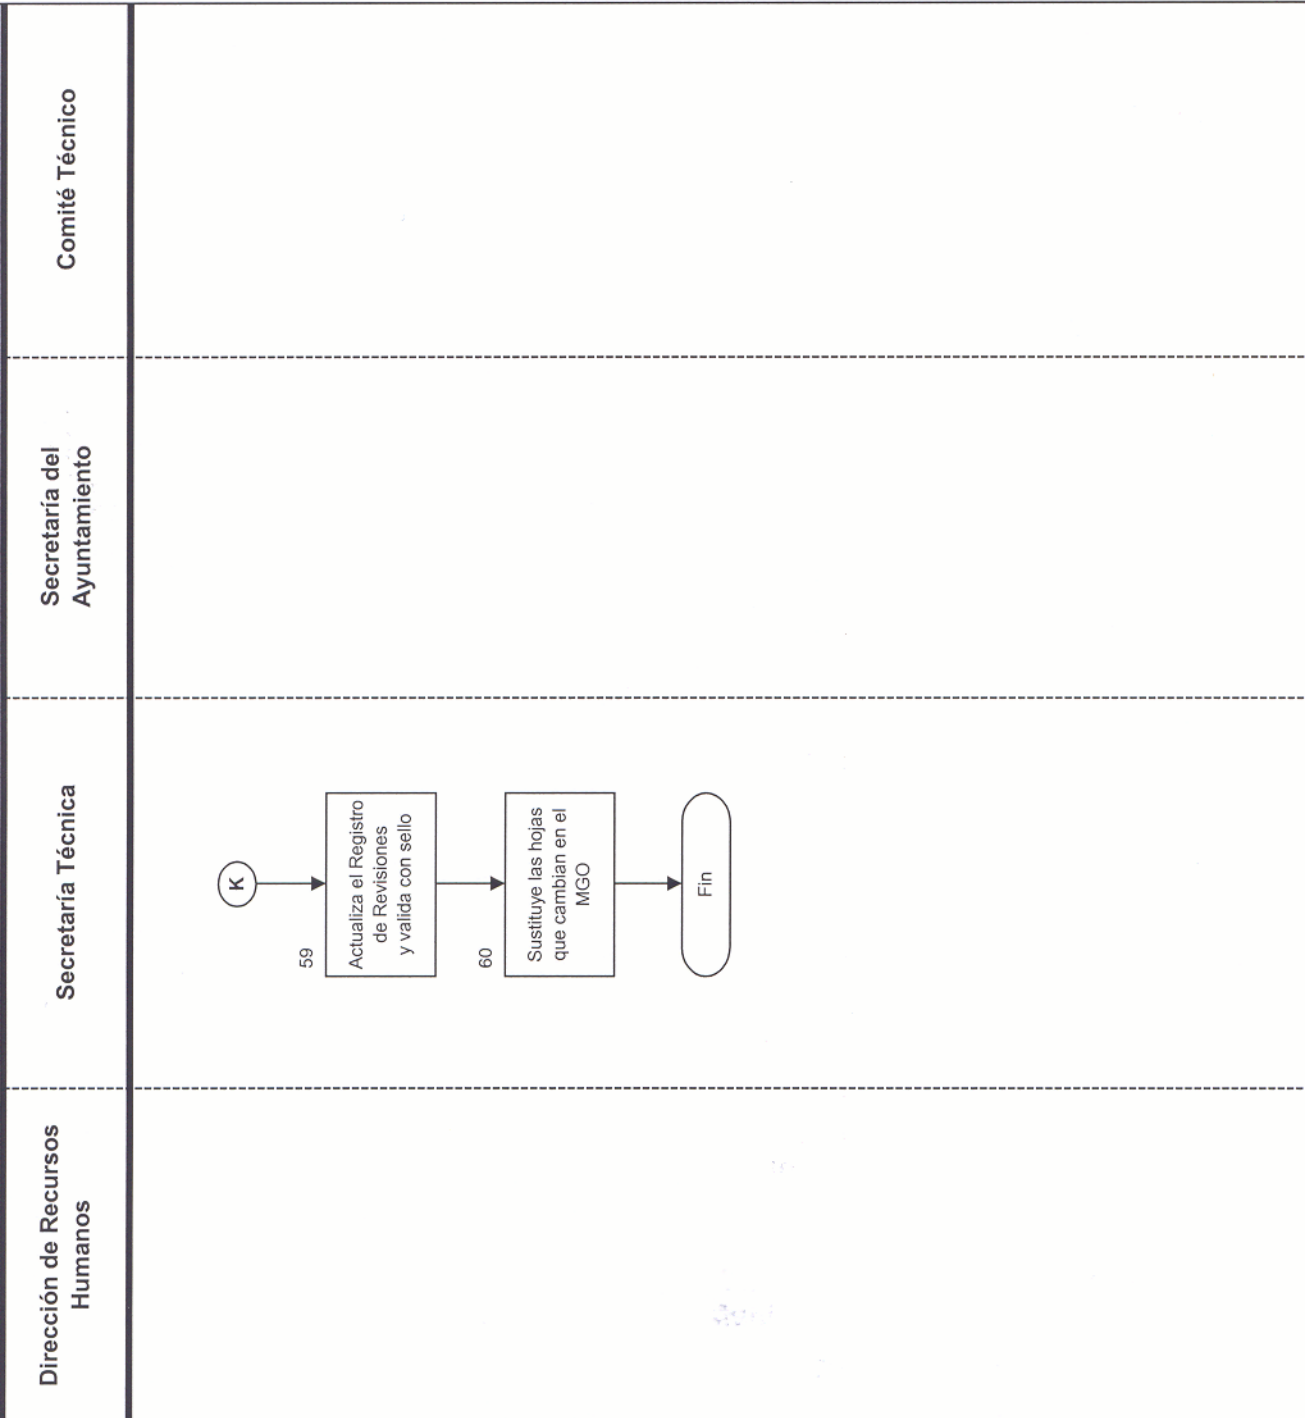 Dirección de Recursos
Humanos
Secretaría Técnica
Secretaría del
Ayuntamiento
Comité Técnico
K
59
Actualiza el Registro
de Revisiones
y valida con sello
60
Sustituye las hojas
que cambian en el
MGO
Fin